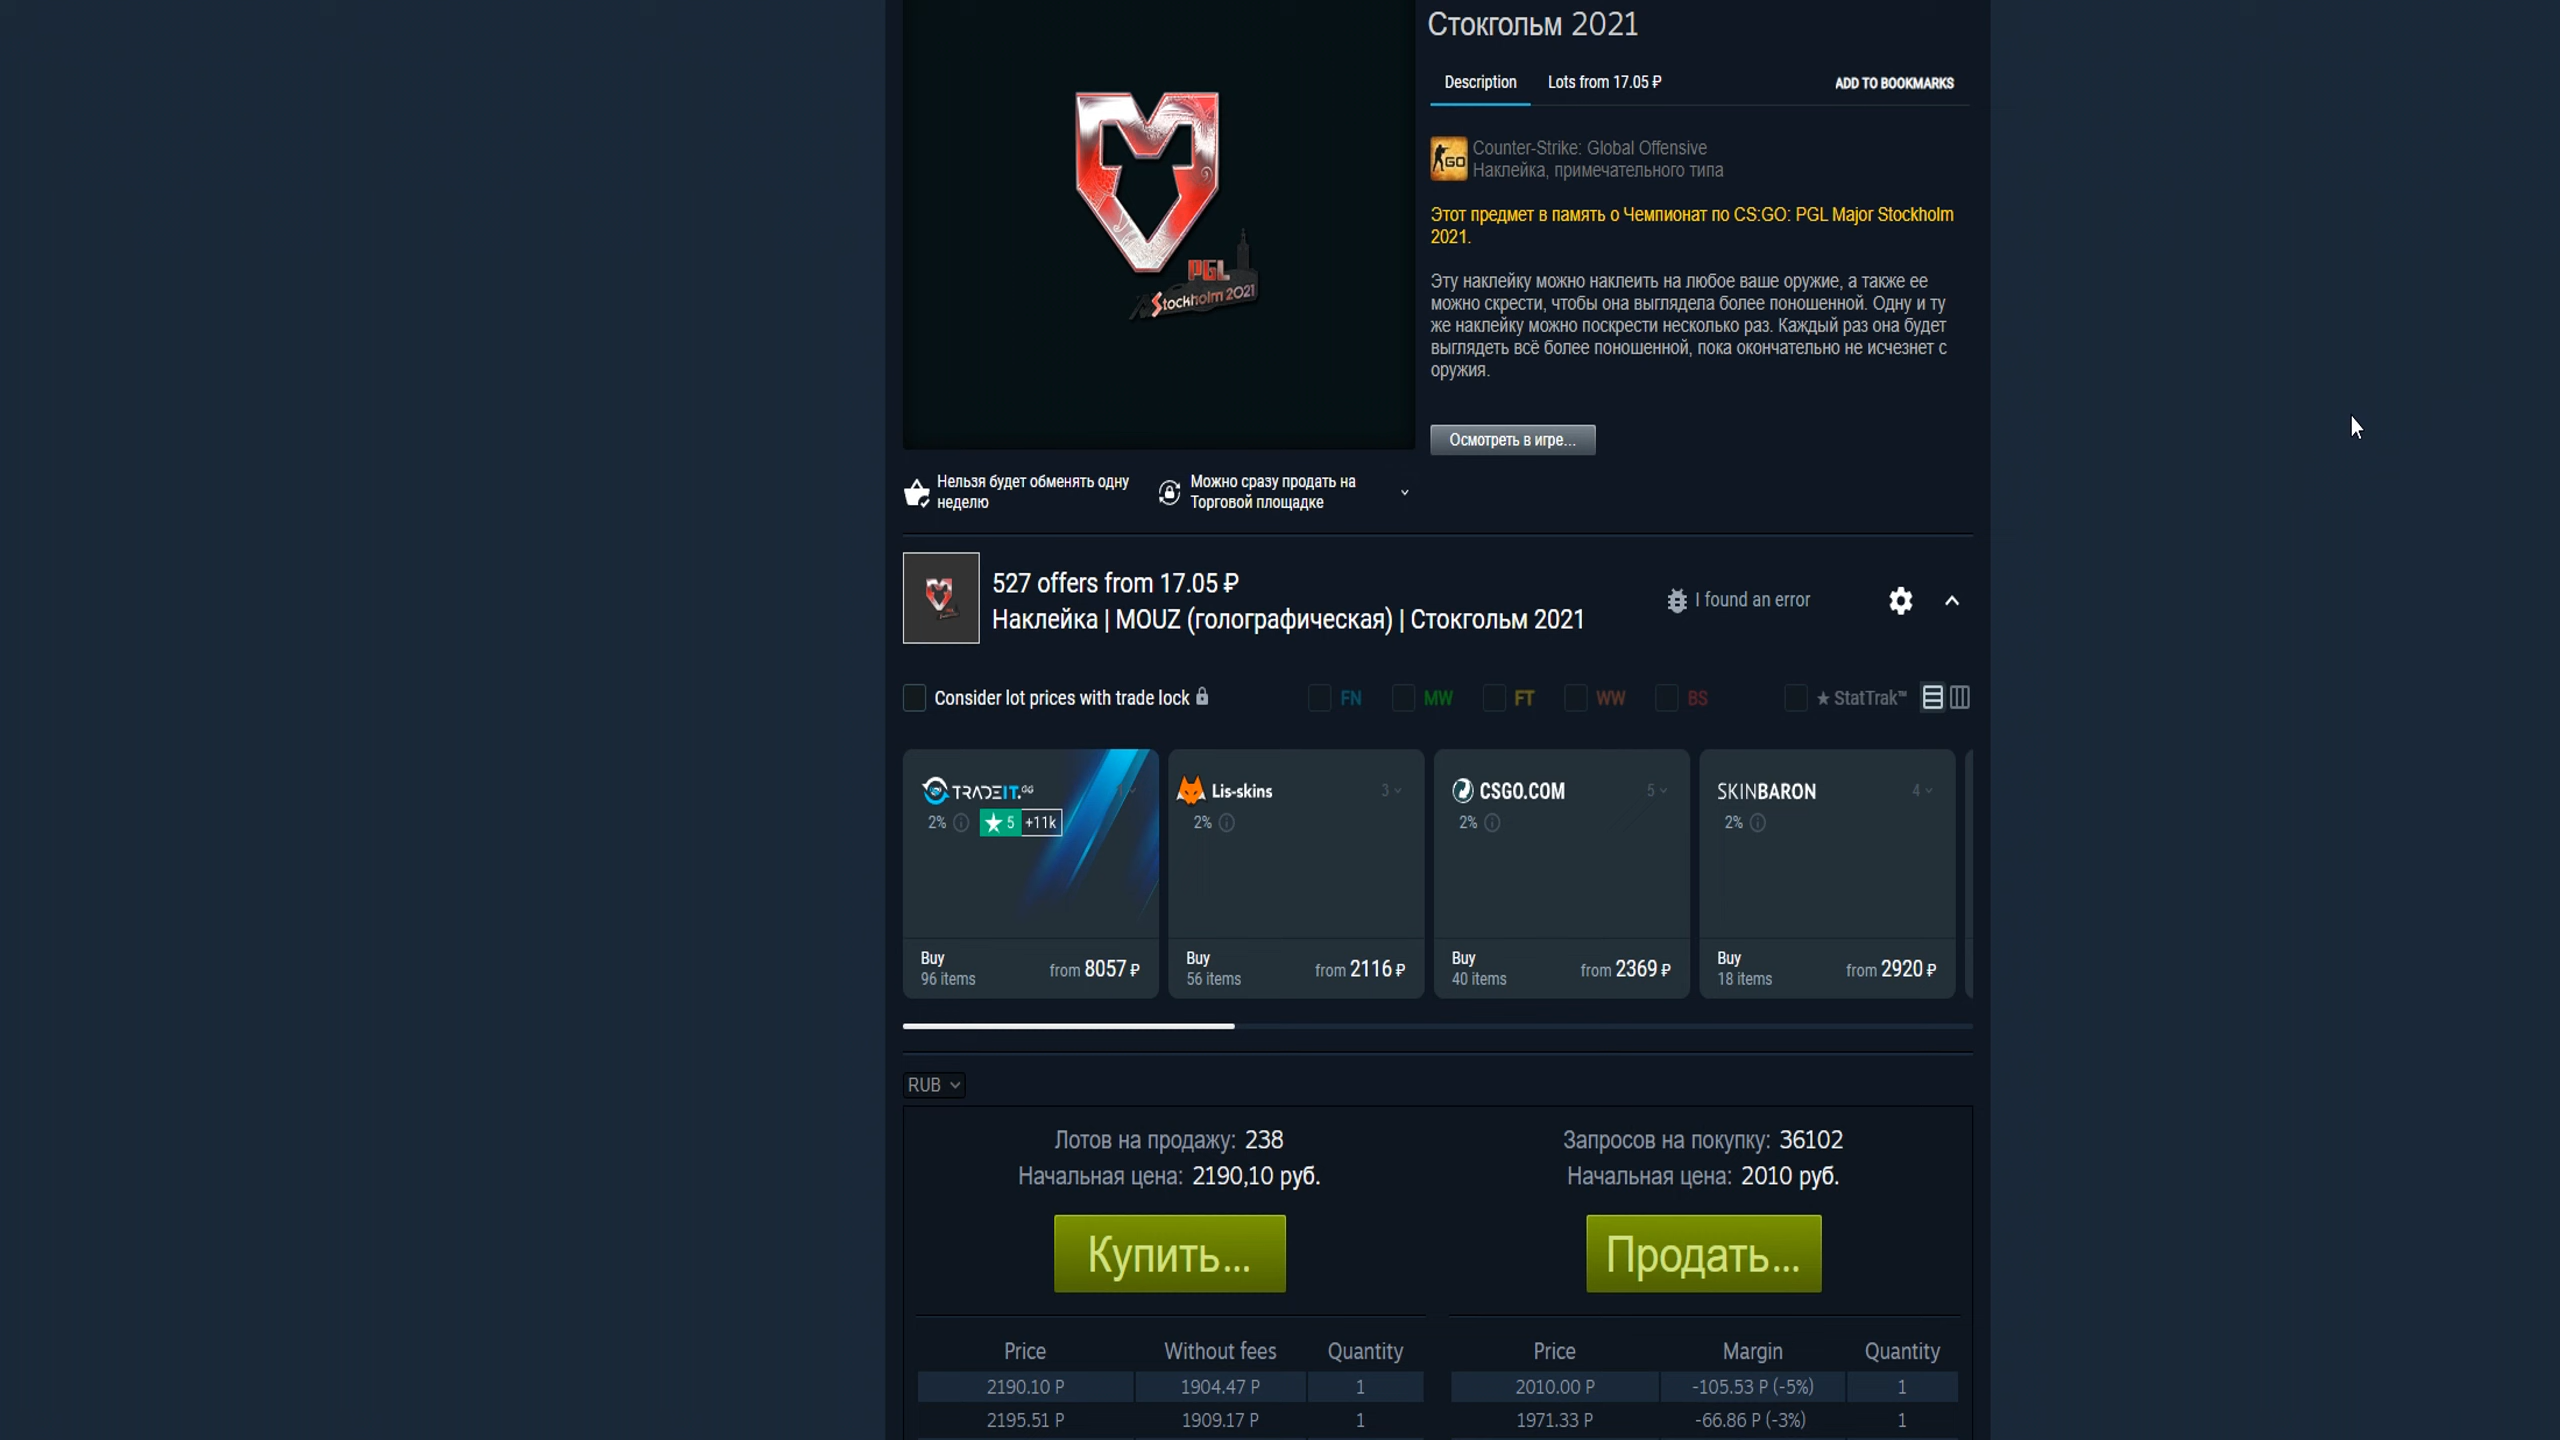 Стокгольм 2021
Description
Lots from 17.05 ₽
ADD TO BOOKMARKS
GO
Counter-Strike: Global Offensive
Наклейка, примечательного типа
Этот предмет в память о Чемпионат по CS:GO: PGL Major Stockholm
2021.
Эту наклейку можно наклеить на любое ваше оружие, а также ее
можно скрести, чтобы она выглядела более поношенной. Одну и ту
же наклейку можно поскрести несколько раз. Каждый раз она будет
выглядеть всё более поношенной, пока окончательно не исчезнет с
оружия.
PGL
Stockholm 2021
Осмотреть в игре...
Нельзя будет обменять одну
неделю
Можно сразу продать на
Торговой площадке
527 offers from 17.05 ₽
Наклейка | MOUZ (голографическая) | Стокгольм 2021
I found an error
Consider lot prices with trade lock
FN
MW
FT
WW
BS
★ StatTrak™
TRADEIT.GG
2%
5
+11k
Buy
96 items
from 8057 ₽
Lis-skins
3
2%
Buy
56 items
from 2116 ₽
CSGO.COM
5
2%
Buy
40 items
from 2369 ₽
SKINBARON
4
2%
Buy
18 items
from 2920 ₽
RUB
Лотов на продажу: 238
Начальная цена: 2190,10 руб.
Купить...
Запросов на покупку: 36102
Начальная цена: 2010 руб.
Продать...
Price Without fees Quantity
2190.10 Р 1904.47 Р 1
2195.51 Р 1909.17 Р 1
Price Margin Quantity
2010.00 Р -105.53 Р (-5%) 1
1971.33 Р -66.86 Р (-3%) 1